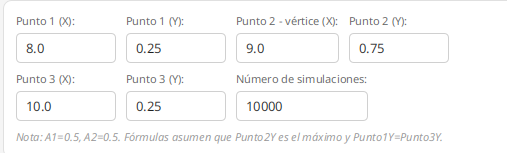 Punto 1 (X): Punto 1 (Y): Punto 2 - vértice (X): Punto 2 (Y):
8.0 0.25 9.0 0.75
Punto 3 (X): Punto 3 (Y): Número de simulaciones:
10.0 0.25 10000
Nota: A1=0.5, A2=0.5. Fórmulas asumen que Punto2Y es el máximo y Punto1Y=Punto3Y.